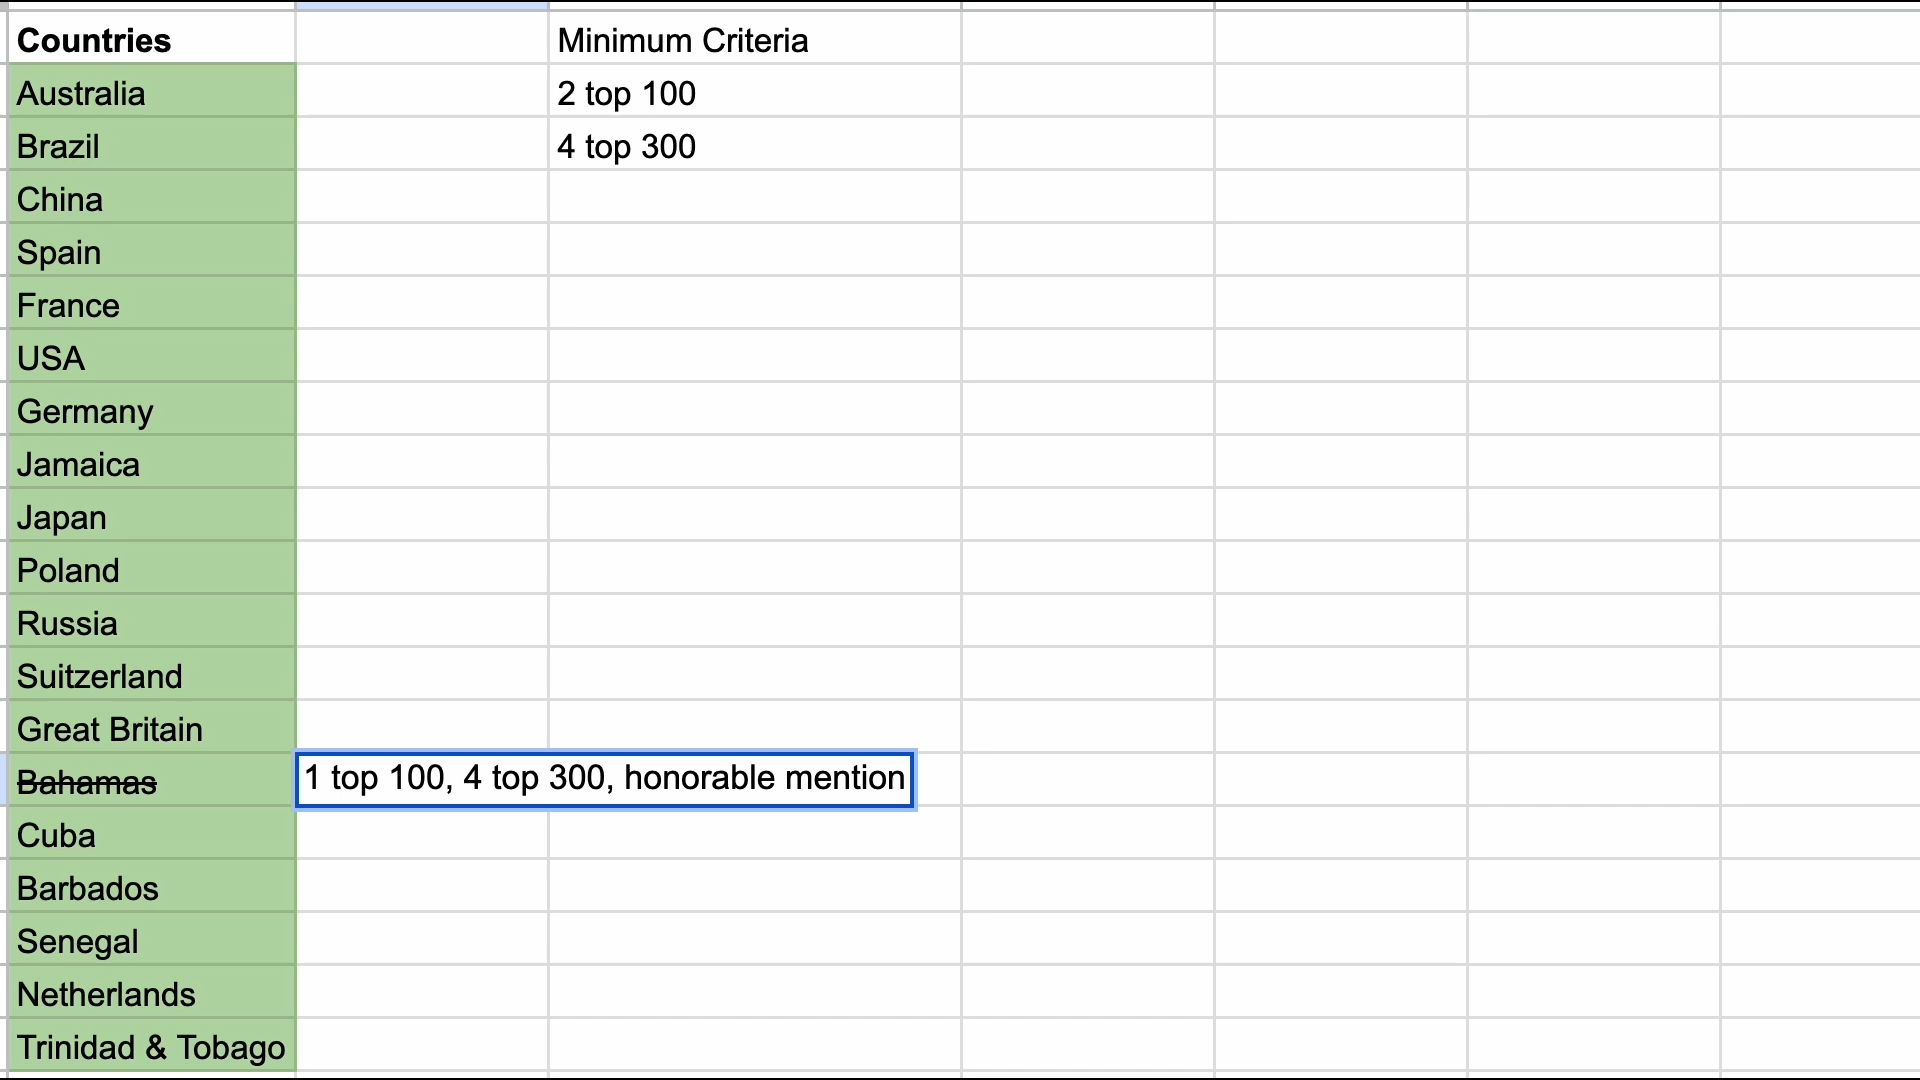 Countries Minimum Criteria
Australia 2 top 100
Brazil 4 top 300
China
Spain
France
USA
Germany
Jamaica
Japan
Poland
Russia
Suitzerland
Great Britain
Bahamas 1 top 100, 4 top 300, honorable mention
Cuba
Barbados
Senegal
Netherlands
Trinidad & Tobago